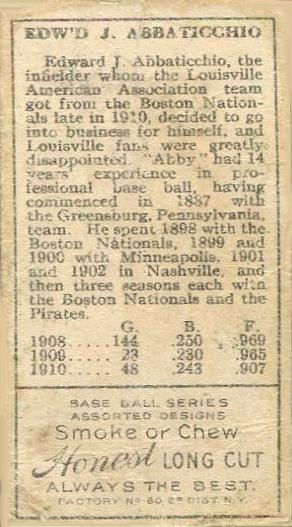 EDW'D J. ABBATICCHIO
Edward J. Abbaticchio, the
infielder whom the Louisville
American Association team
got from the Boston Nation-
als late in 1910, decided to go
into business for himself, and
Louisville fans were greatly
disappointed. "Abby" had 14
years' experience in pro-
fessional base ball, having
commenced in 1887 with
the Greensburg, Pennsylvania,
team. He spent 1898 with the
Boston Nationals, 1899 and
1900 with Minneapolis, 1901
and 1902 in Nashville, and
then three seasons each with
the Boston Nationals and the
Pirates.
G. B. F.
1908 ..... 144 .250 .969
1909 ..... 23 .230 .965
1910 ..... 48 .243 .907
BASE BALL SERIES
ASSORTED DESIGNS
Smoke or Chew
Honest LONG CUT
ALWAYS THE BEST.
FACTORY Nº 60 2ᴰ DIST. N.Y.